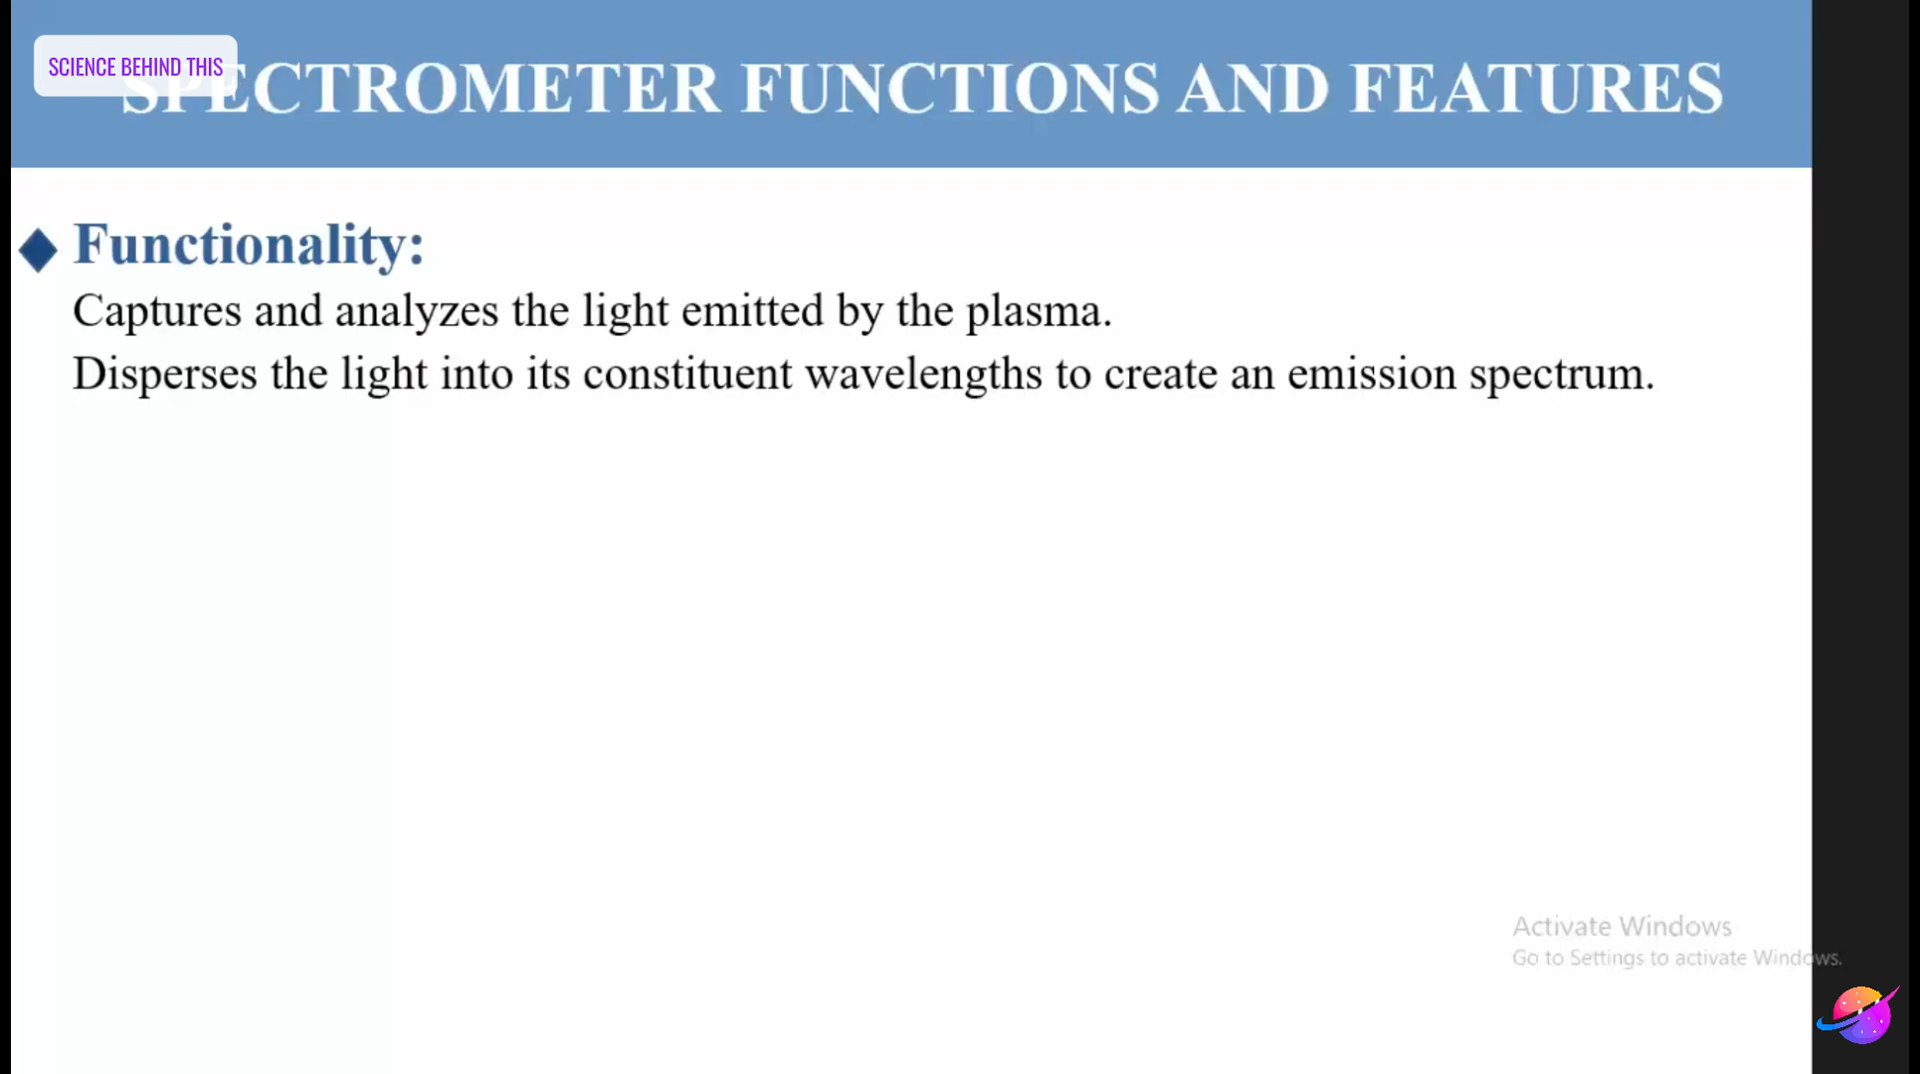 SCIENCE BEHIND THIS
SPECTROMETER FUNCTIONS AND FEATURES
Functionality:
Captures and analyzes the light emitted by the plasma.
Disperses the light into its constituent wavelengths to create an emission spectrum.
Activate Windows
Go to Settings to activate Windows.